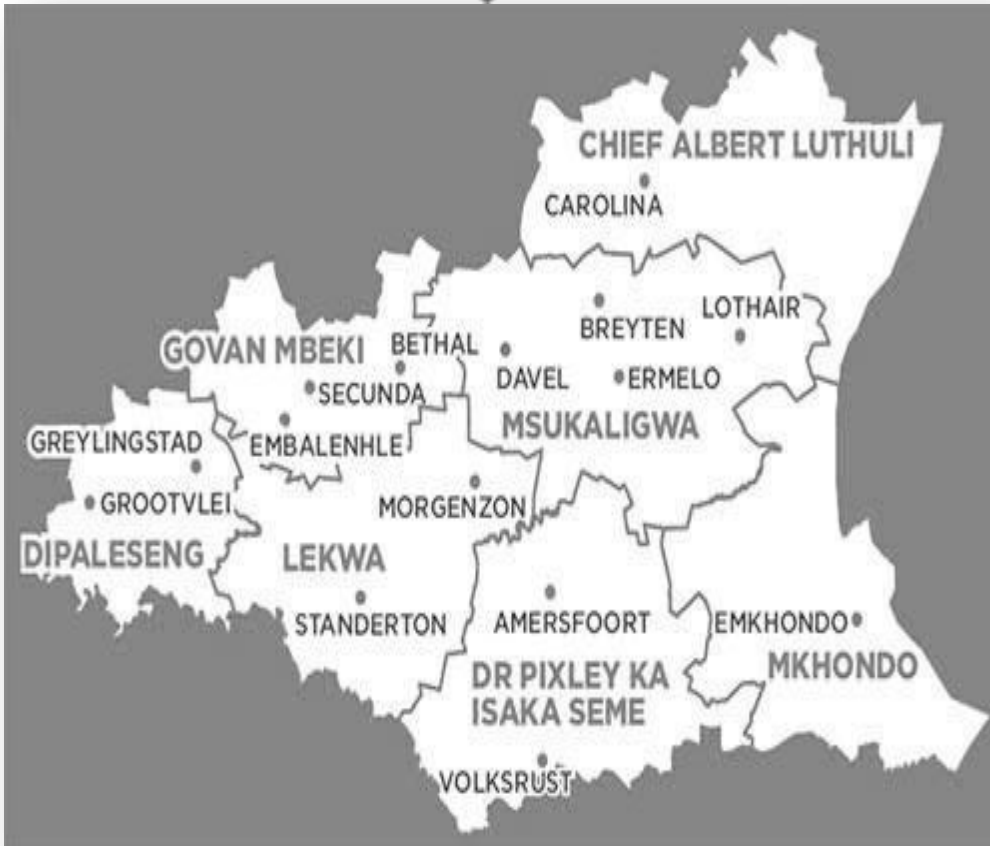 CHIEF ALBERT LUTHULI
CAROLINA
LOTHAIR
BREYTEN
BETHAL
GOVAN MBEKI
DAVEL
ERMELO
SECUNDA
MSUKALIGWA
GREYLINGSTAD
EMBALENHLE
GROOTVLEI
MORGENZON
DIPALESENG
LEKWA
STANDERTON
AMERSFOORT
EMKHONDO
MKHONDO
DR PIXLEY KA
ISAKA SEME
VOLKSRUST